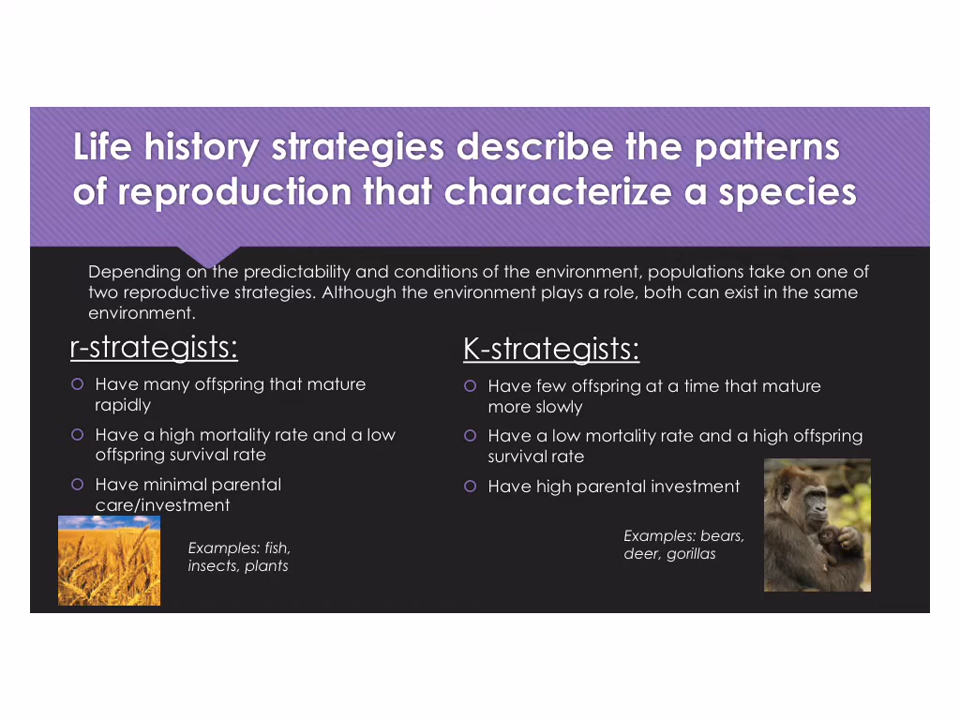 Life history strategies describe the patterns
of reproduction that characterize a species
Depending on the predictability and conditions of the environment, populations take on one of
two reproductive strategies. Although the environment plays a role, both can exist in the same
environment.
r-strategists:
Have many offspring that mature
rapidly
Have a high mortality rate and a low
offspring survival rate
Have minimal parental
care/investment
Examples: fish,
insects, plants
K-strategists:
Have few offspring at a time that mature
more slowly
Have a low mortality rate and a high offspring
survival rate
Have high parental investment
Examples: bears,
deer, gorillas